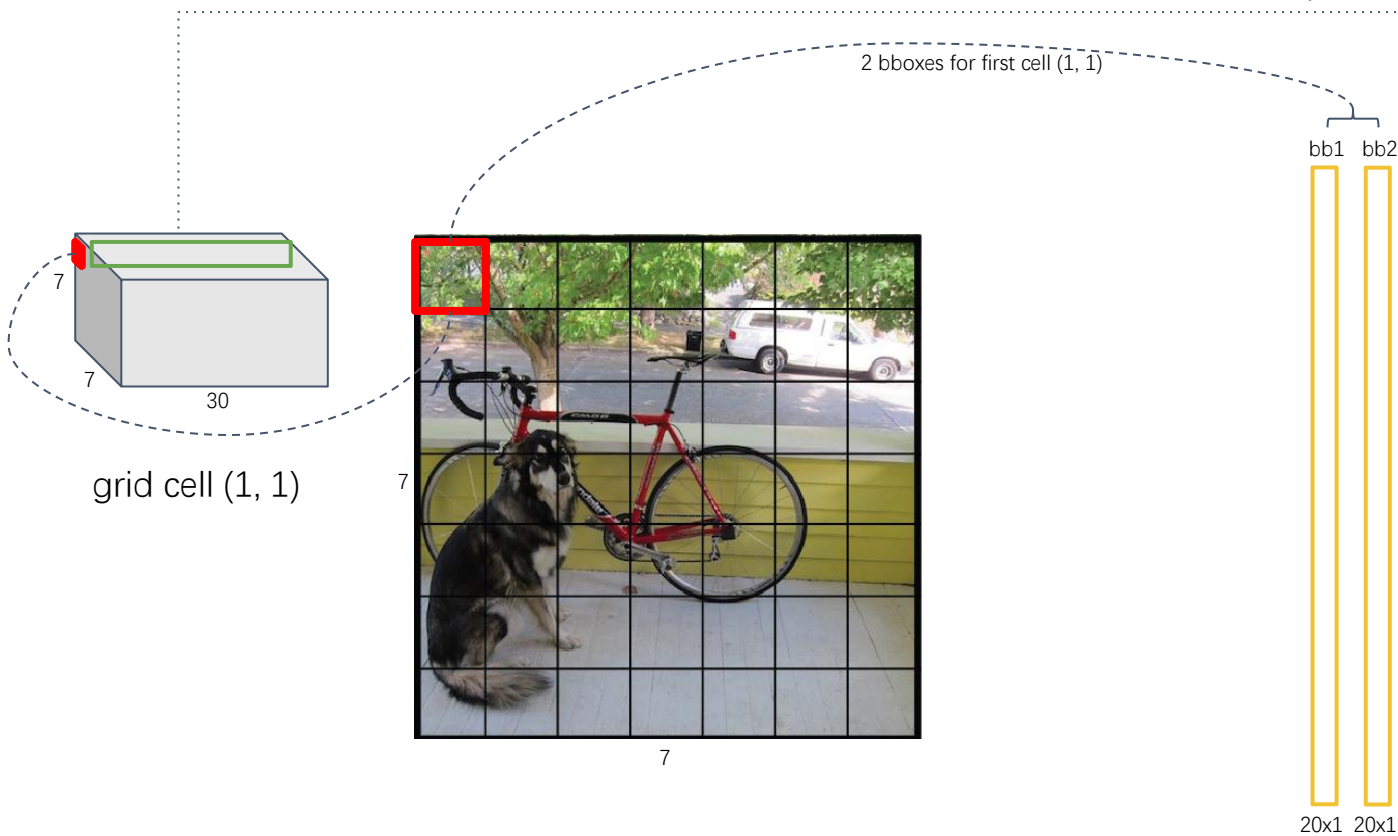 2 bboxes for first cell (1, 1)
bb1 bb2
7
7
30
grid cell (1, 1)
7
7
20x1 20x1